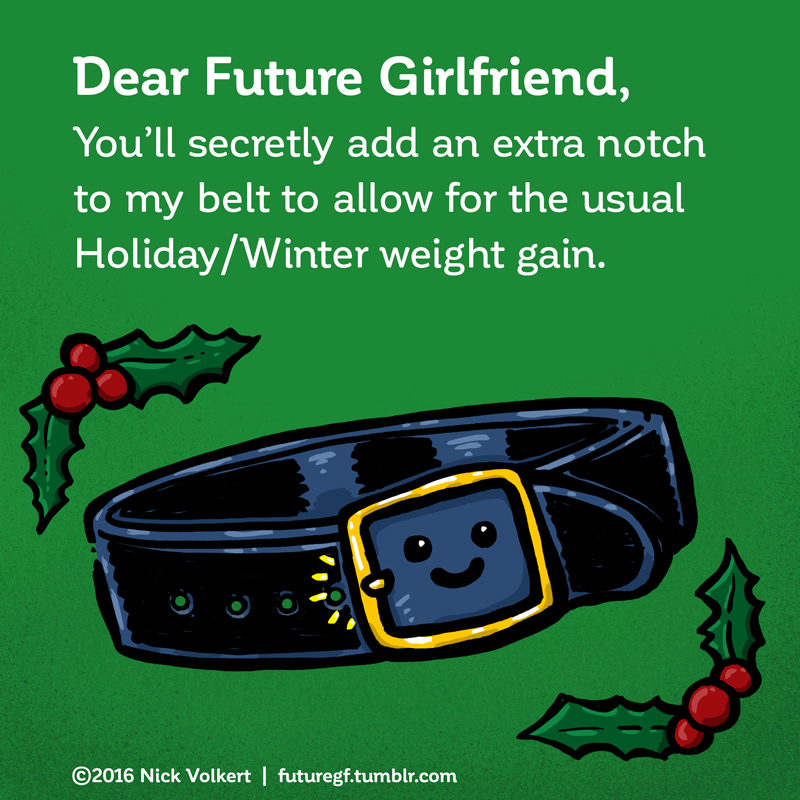 Dear Future Girlfriend,
You’ll secretly add an extra notch
to my belt to allow for the usual
Holiday/Winter weight gain.
©2016 Nick Volkert | futuregf.tumblr.com